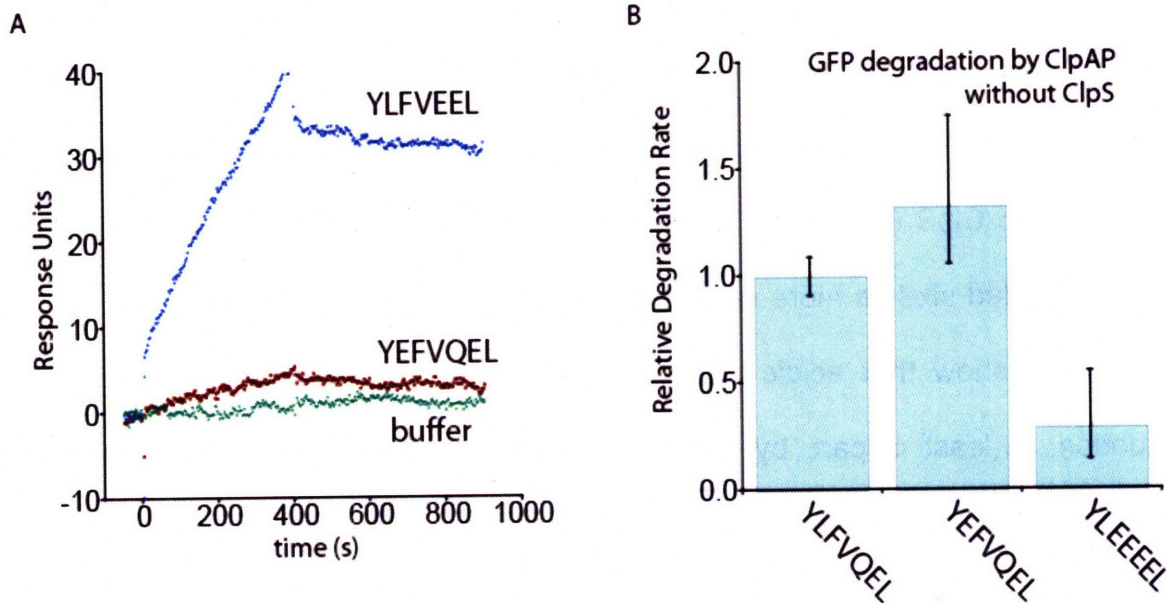 A
40
30
20
10
0
-10
Response Units
YLFVEEL
YEFVQEL
buffer
0
200
400
600
800
1000
time (s)
B
GFP degradation by ClpAP
without ClpS
2.0
1.5
1.0
0.5
0.0
Relative Degradation Rate
YLFVQEL
YEFVQEL
YLEEEEL